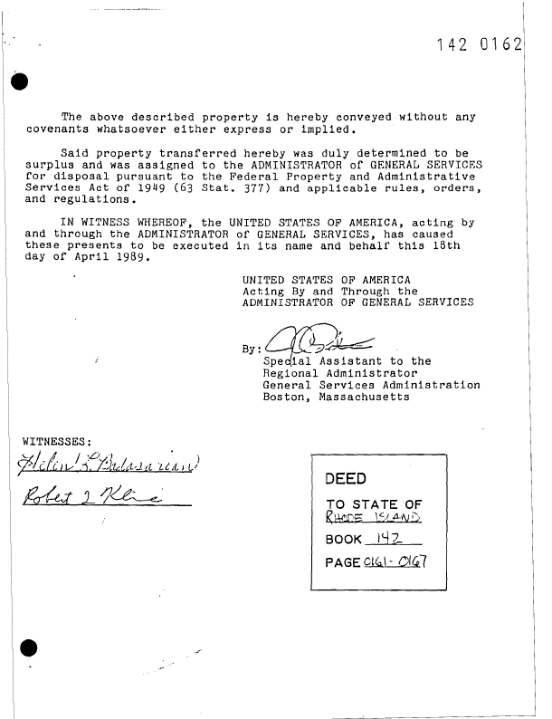 142 0162
The above described property is hereby conveyed without any
covenants whatsoever either express or implied.
Said property transferred hereby was duly determined to be
surplus and was assigned to the ADMINISTRATOR of GENERAL SERVICES
for disposal pursuant to the Federal Property and Administrative
Services Act of 1949 (63 Stat. 377) and applicable rules, orders,
and regulations.
IN WITNESS WHEREOF, the UNITED STATES OF AMERICA, acting by
and through the ADMINISTRATOR of GENERAL SERVICES, has caused
these presents to be executed in its name and behalf this 18th
day of April 1989.
UNITED STATES OF AMERICA
Acting By and Through the
ADMINISTRATOR OF GENERAL SERVICES
By:
Special Assistant to the
Regional Administrator
General Services Administration
Boston, Massachusetts
WITNESSES:
Helen L. Badasarian
Robert J Kline
DEED
TO STATE OF
RHODE ISLAND
BOOK 142
PAGE 0161-0167